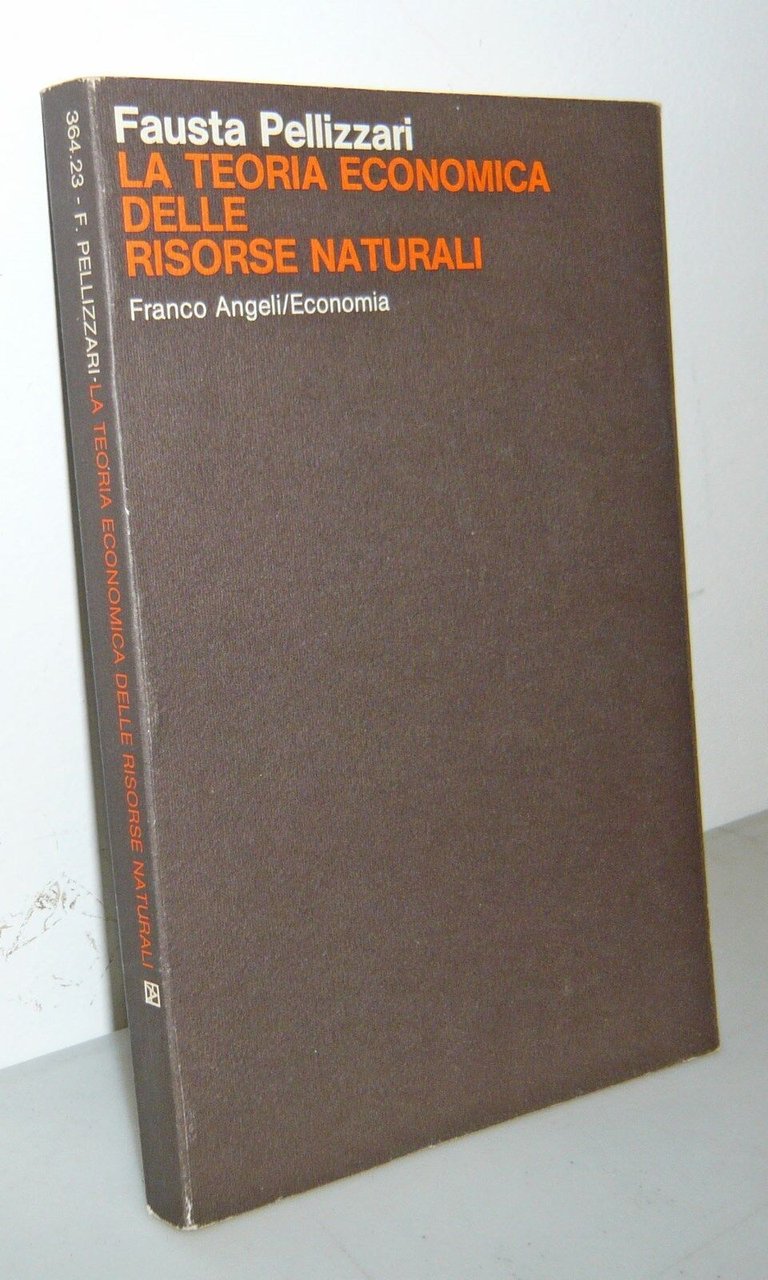 Fausta Pellizzari
LA TEORIA ECONOMICA
DELLE
RISORSE NATURALI
Franco Angeli/Economia
364.23 - F. PELLIZZARI-LA TEORIA ECONOMICA DELLE RISORSE NATURALI